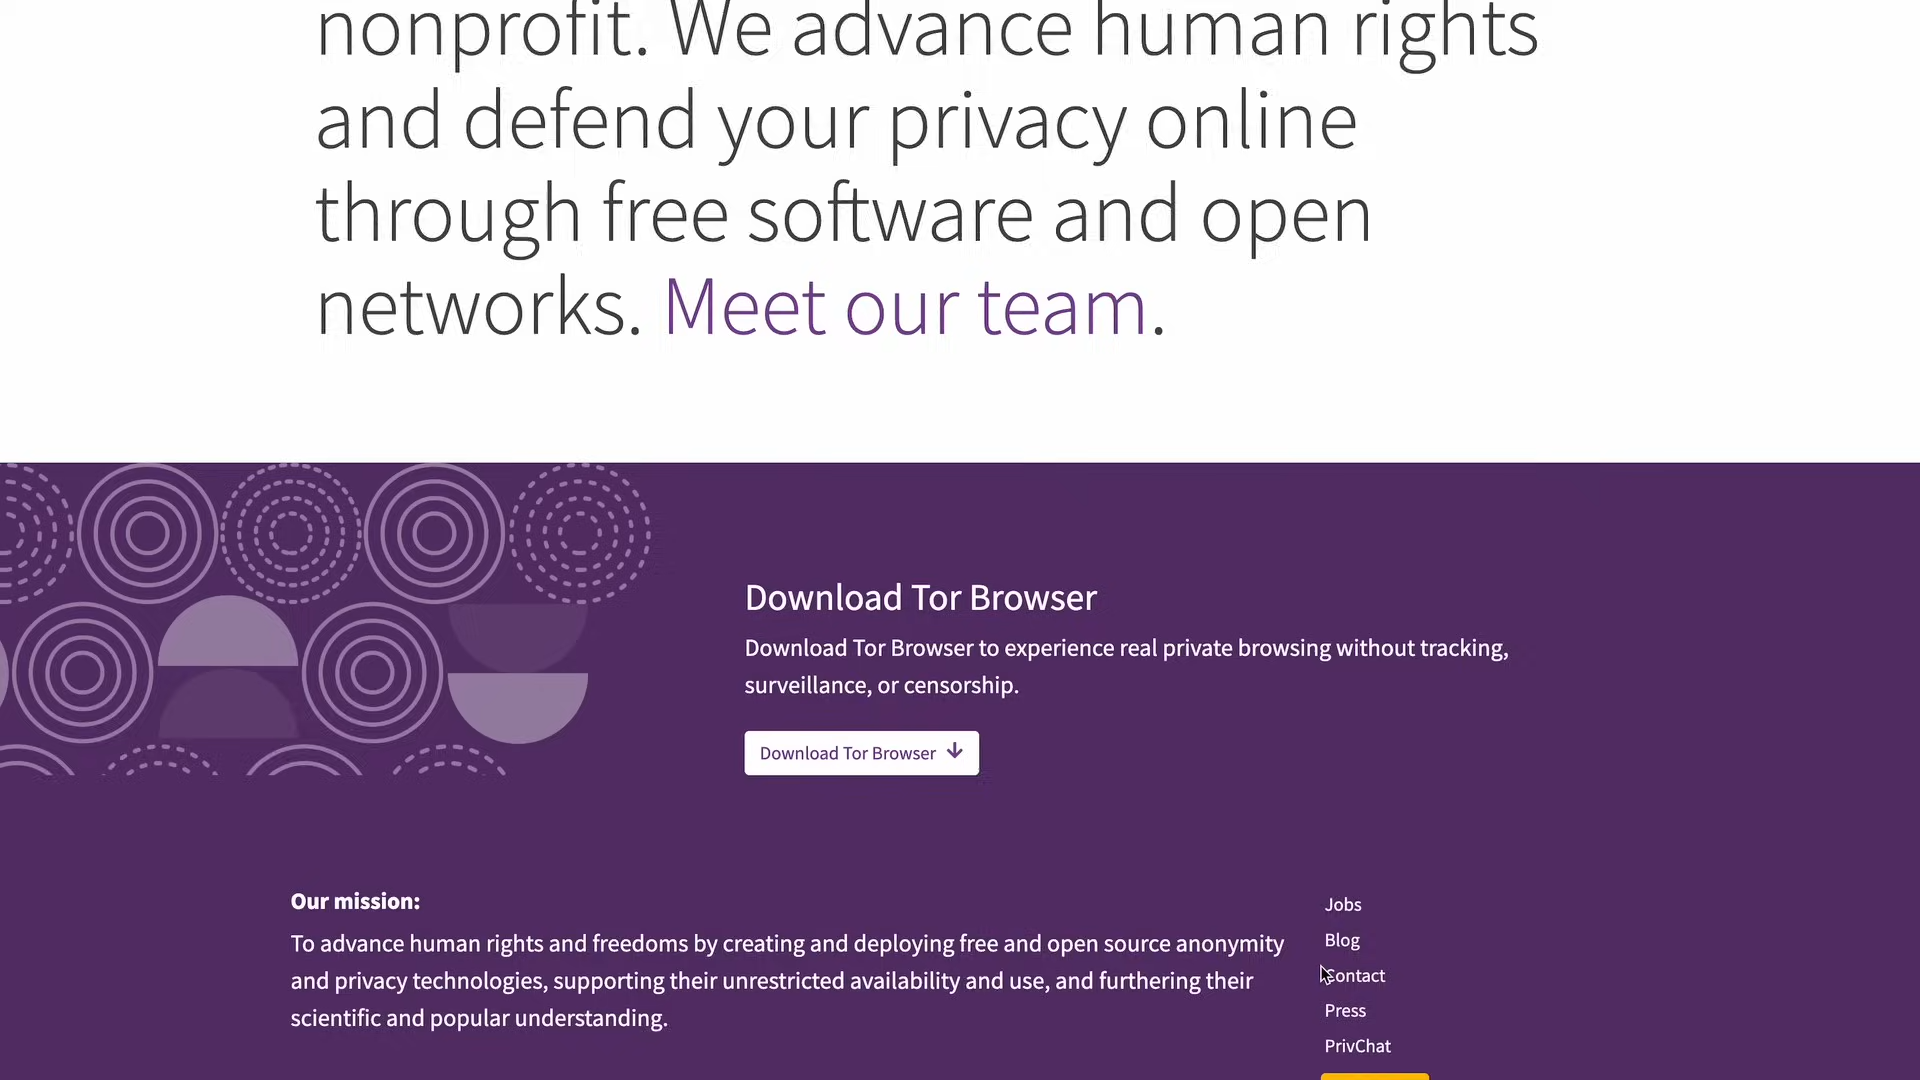 nonprofit. We advance human rights
and defend your privacy online
through free software and open
networks. Meet our team.
Download Tor Browser
Download Tor Browser to experience real private browsing without tracking,
surveillance, or censorship.
Download Tor Browser
Our mission:
To advance human rights and freedoms by creating and deploying free and open source anonymity
and privacy technologies, supporting their unrestricted availability and use, and furthering their
scientific and popular understanding.
Jobs
Blog
Contact
Press
PrivChat